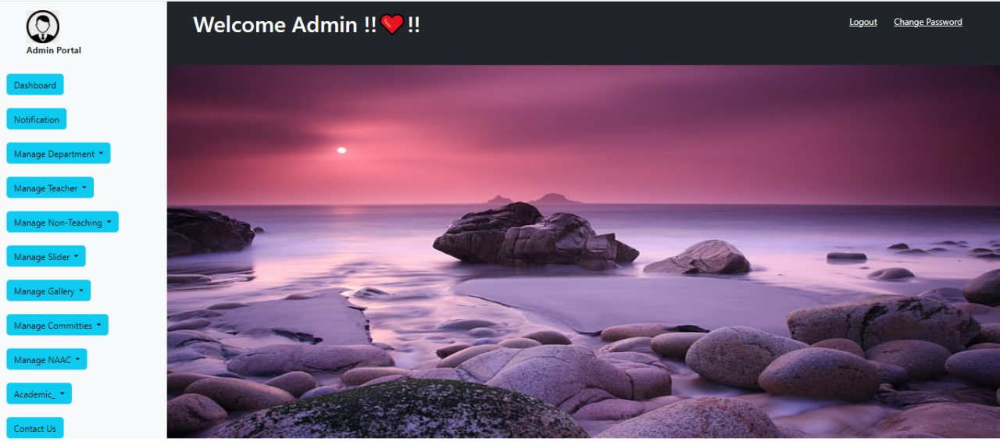 Admin Portal
Welcome Admin !!❤!!
Logout Change Password
Dashboard
Notification
Manage Department
Manage Teacher
Manage Non-Teaching
Manage Slider
Manage Gallery
Manage Committies
Manage NAAC
Academic_
Contact Us